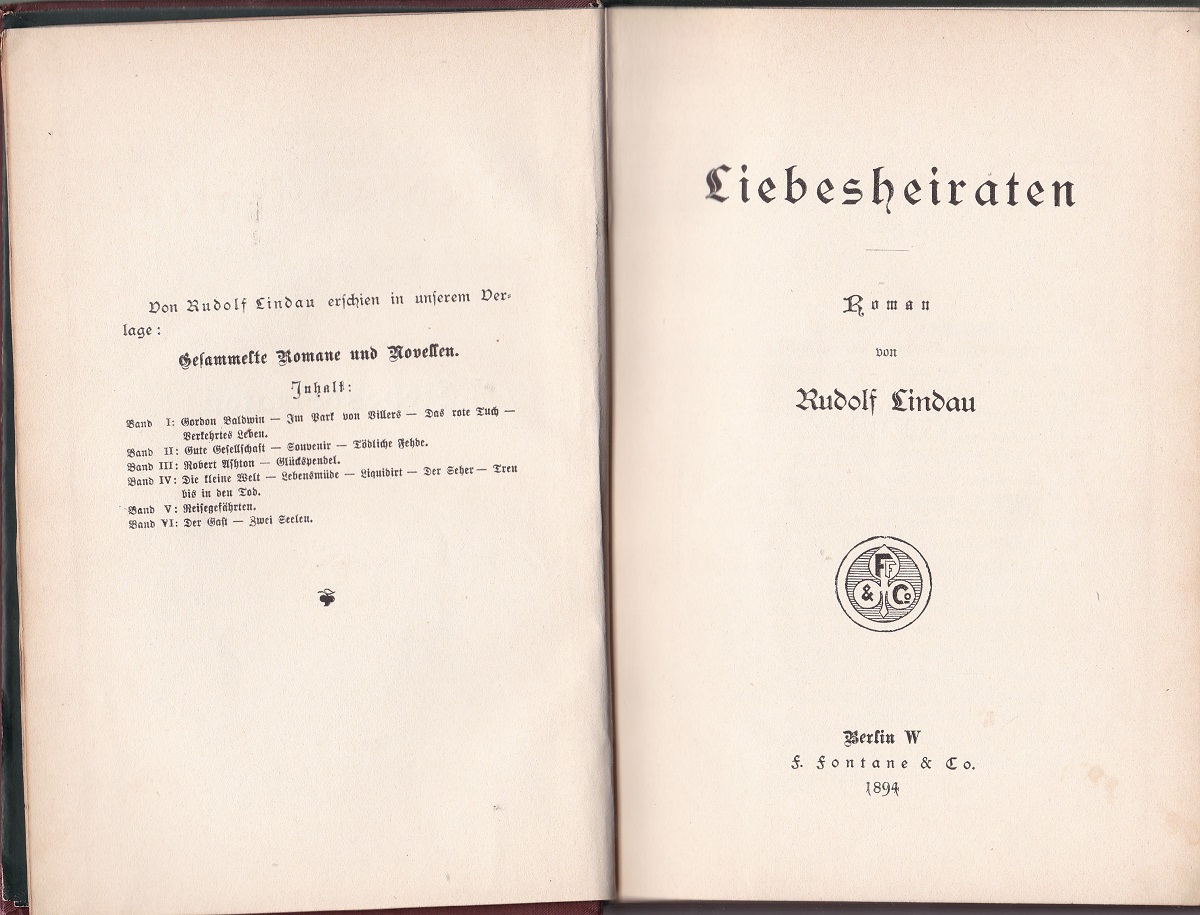 Von Rudolf Lindau erschien in unserem Ver-
lage:
Gesammelte Romane und Novellen.
Inhalt:
Band I: Gordon Baldwin — Im Park von Villers — Das rote Tuch —
Verkehrtes Leben.
Band II: Gute Gesellschaft — Souvenir — Tödliche Fehde.
Band III: Robert Ashton — Glückspendel.
Band IV: Die kleine Welt — Lebensmüde — Liquidirt — Der Seher — Treu
bis in den Tod.
Band V: Reisegefährten.
Band VI: Der Gast — Zwei Seelen.
Liebesheiraten
Roman
von
Rudolf Lindau
FF
& Co
Berlin W
F. Fontane & Co.
1894